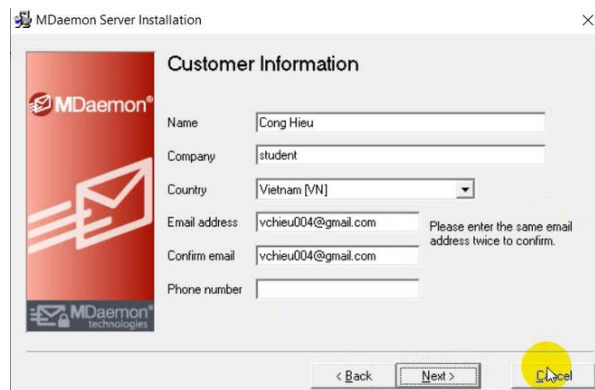 MDaemon Server Installation
Customer Information
MDaemon®
Name
Cong Hieu
Company
student
Country
Vietnam [VN]
Email address
vchieu004@gmail.com
Please enter the same email
address twice to confirm.
Confirm email
vchieu004@gmail.com
Phone number
MDaemon®
technologies
< Back
Next >
Cancel